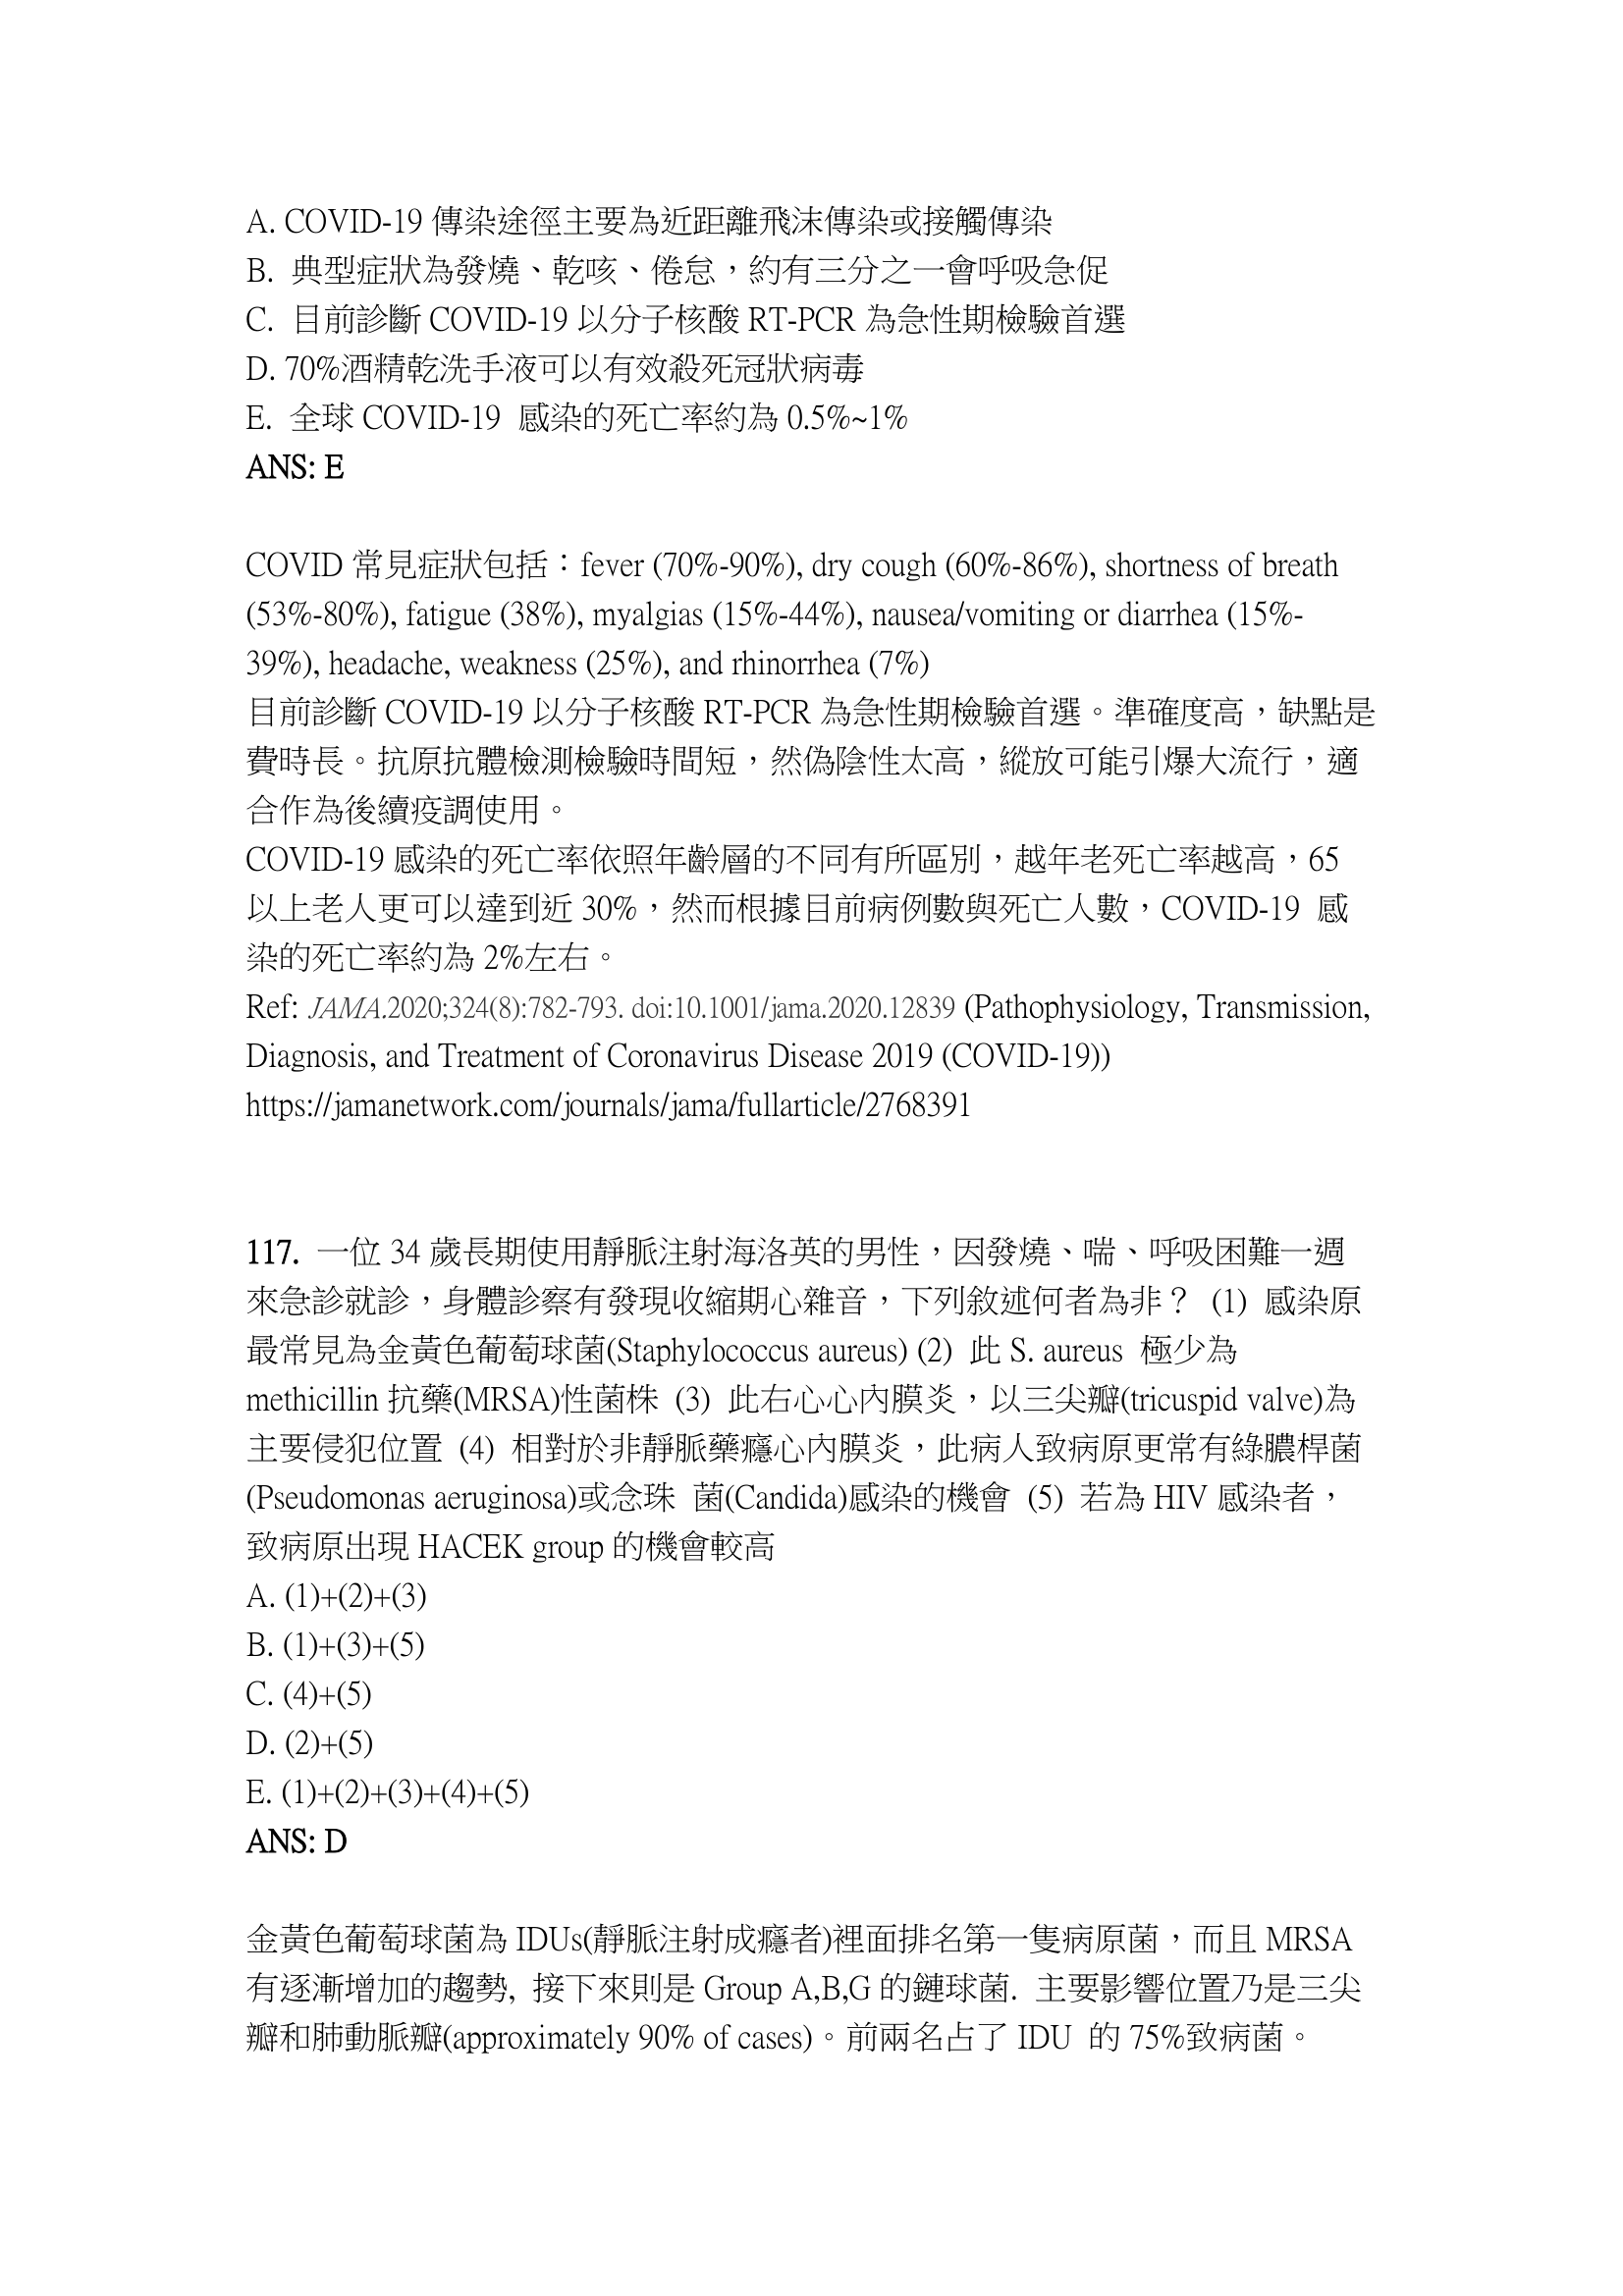 A. COVID-19 傳染途徑主要為近距離飛沫傳染或接觸傳染
B. 典型症狀為發燒、乾咳、倦怠，約有三分之一會呼吸急促
C. 目前診斷 COVID-19 以分子核酸 RT-PCR 為急性期檢驗首選
D. 70%酒精乾洗手液可以有效殺死冠狀病毒
E. 全球 COVID-19 感染的死亡率約為 0.5%~1%
ANS: E
COVID 常見症狀包括：fever (70%-90%), dry cough (60%-86%), shortness of breath
(53%-80%), fatigue (38%), myalgias (15%-44%), nausea/vomiting or diarrhea (15%-
39%), headache, weakness (25%), and rhinorrhea (7%)
目前診斷 COVID-19 以分子核酸 RT-PCR 為急性期檢驗首選。準確度高，缺點是
費時長。抗原抗體檢測檢驗時間短，然偽陰性太高，縱放可能引爆大流行，適
合作為後續疫調使用。
COVID-19 感染的死亡率依照年齡層的不同有所區別，越年老死亡率越高，65
以上老人更可以達到近 30%，然而根據目前病例數與死亡人數，COVID-19 感
染的死亡率約為 2%左右。
Ref: JAMA.2020;324(8):782-793. doi:10.1001/jama.2020.12839 (Pathophysiology, Transmission,
Diagnosis, and Treatment of Coronavirus Disease 2019 (COVID-19))
https://jamanetwork.com/journals/jama/fullarticle/2768391
117. 一位 34 歲長期使用靜脈注射海洛英的男性，因發燒、喘、呼吸困難一週
來急診就診，身體診察有發現收縮期心雜音，下列敘述何者為非？ (1) 感染原
最常見為金黃色葡萄球菌(Staphylococcus aureus) (2) 此 S. aureus 極少為
methicillin 抗藥(MRSA)性菌株 (3) 此右心心內膜炎，以三尖瓣(tricuspid valve)為
主要侵犯位置 (4) 相對於非靜脈藥癮心內膜炎，此病人致病原更常有綠膿桿菌
(Pseudomonas aeruginosa)或念珠 菌(Candida)感染的機會 (5) 若為 HIV 感染者，
致病原出現 HACEK group 的機會較高
A. (1)+(2)+(3)
B. (1)+(3)+(5)
C. (4)+(5)
D. (2)+(5)
E. (1)+(2)+(3)+(4)+(5)
ANS: D
金黃色葡萄球菌為 IDUs(靜脈注射成癮者)裡面排名第一隻病原菌，而且 MRSA
有逐漸增加的趨勢, 接下來則是 Group A,B,G 的鏈球菌. 主要影響位置乃是三尖
瓣和肺動脈瓣(approximately 90% of cases)。前兩名占了 IDU 的 75%致病菌。